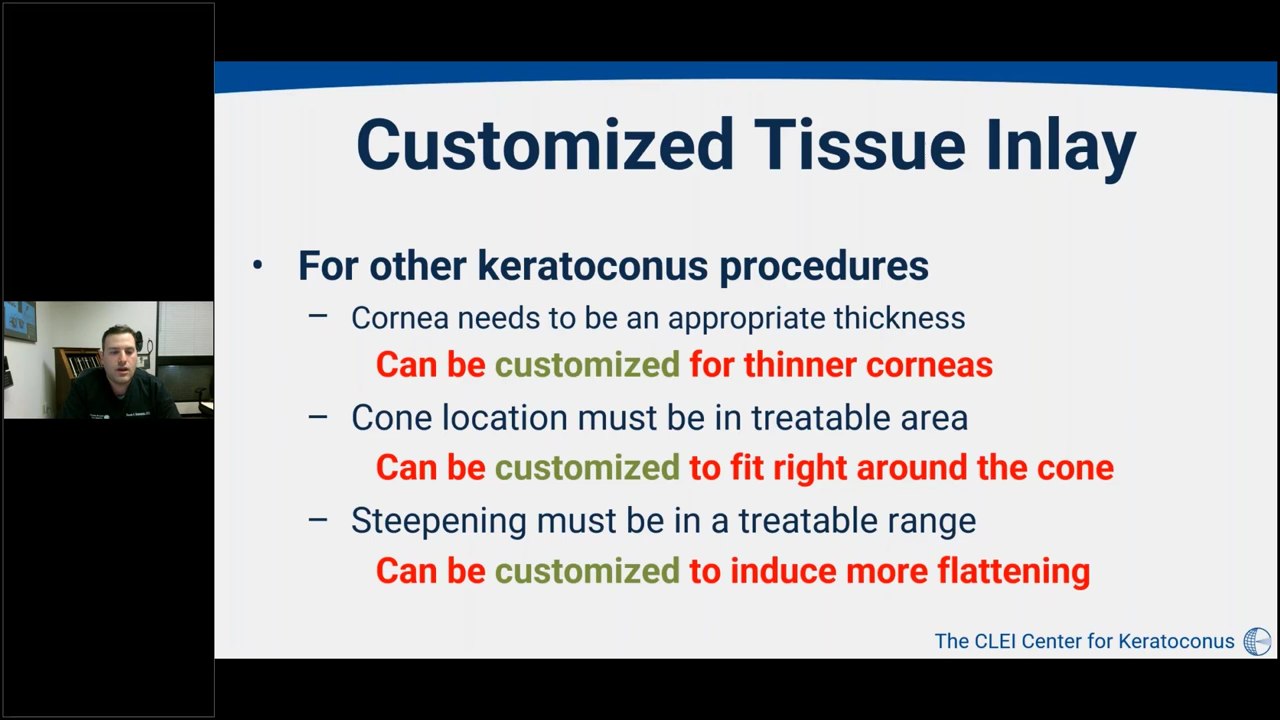 Customized Tissue Inlay
• For other keratoconus procedures
– Cornea needs to be an appropriate thickness
Can be customized for thinner corneas
– Cone location must be in treatable area
Can be customized to fit right around the cone
– Steepening must be in a treatable range
Can be customized to induce more flattening
The CLEI Center for Keratoconus